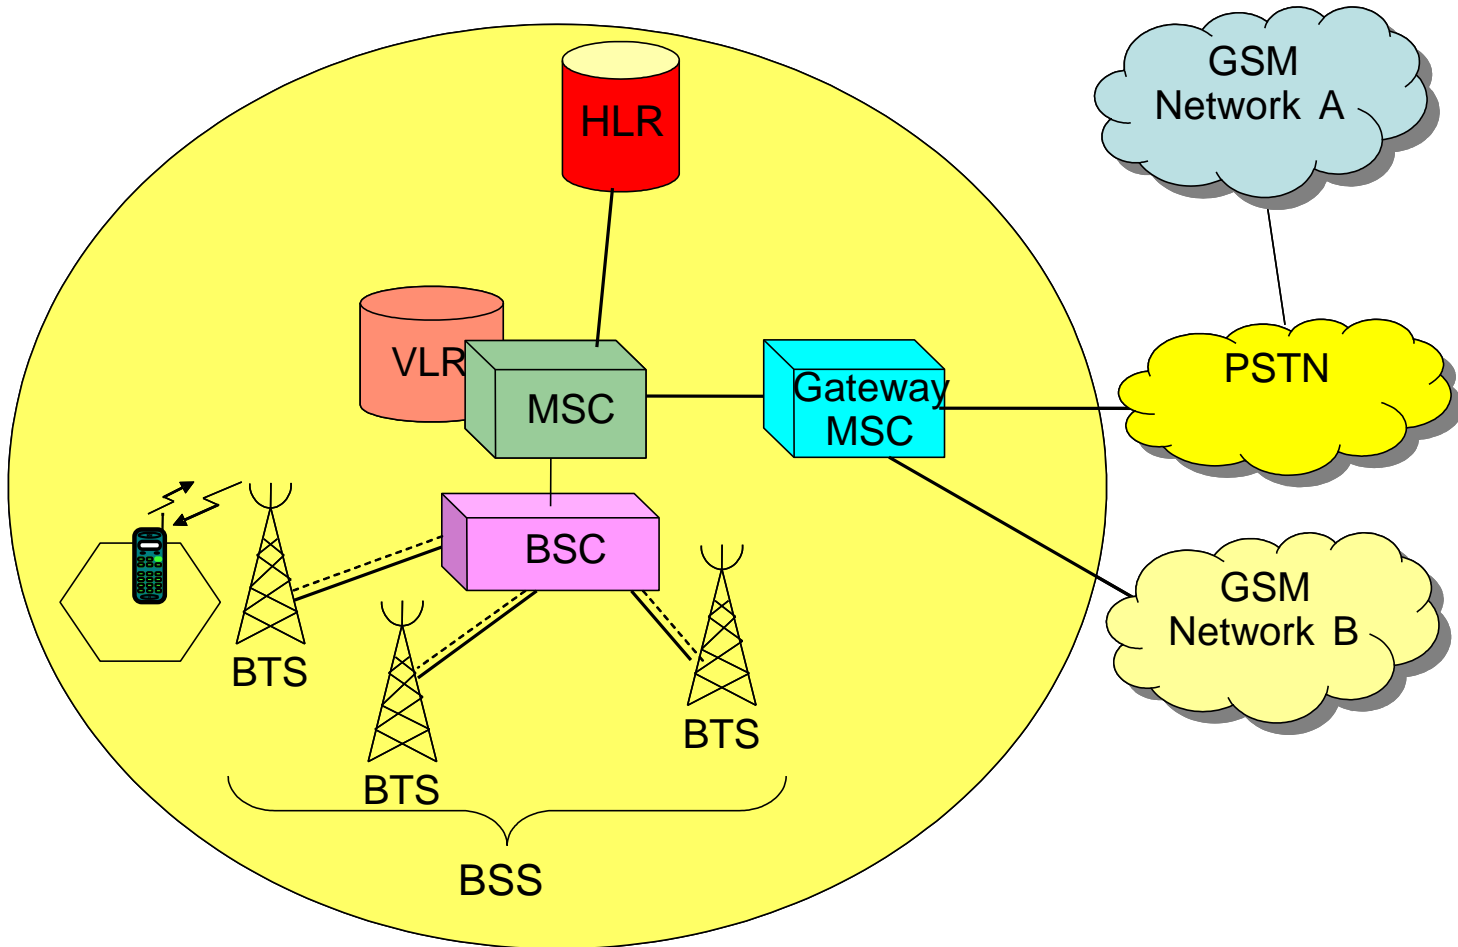 GSM
Network A
HLR
VLR
MSC
Gateway
MSC
PSTN
BSC
GSM
Network B
BTS
BTS
BTS
BSS